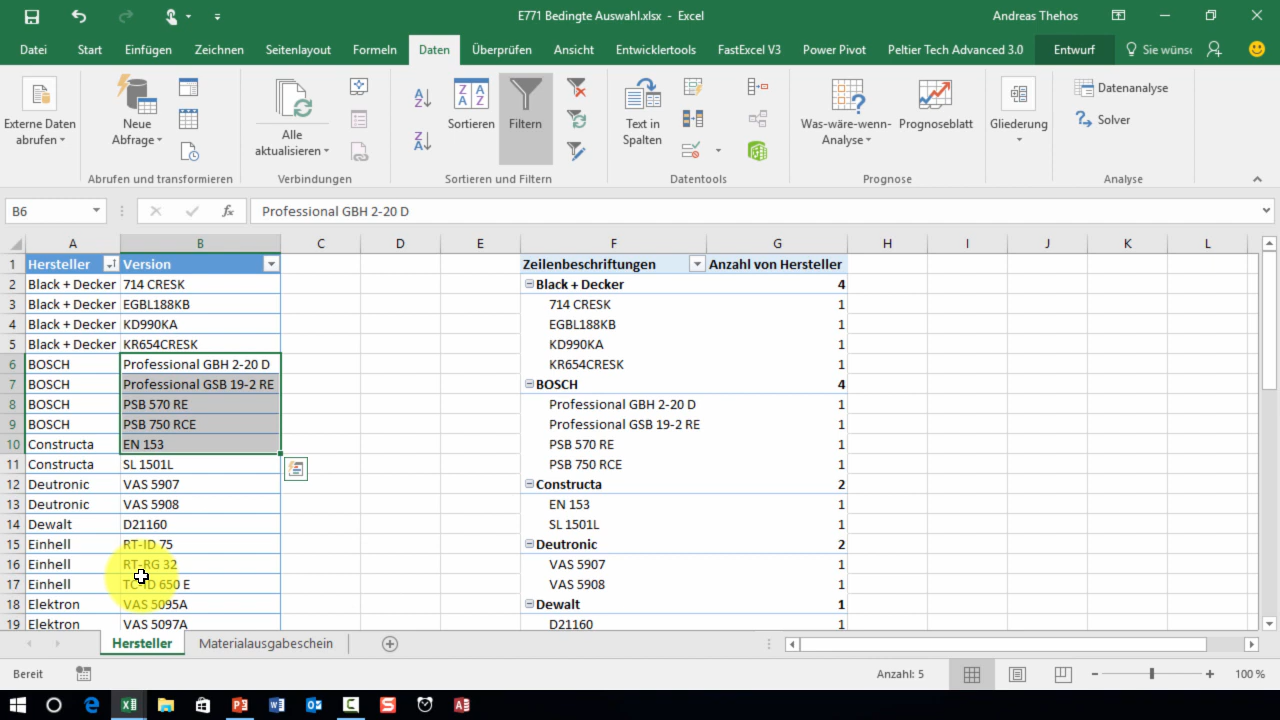 E771 Bedingte Auswahl.xlsx - Excel
Andreas Thehos
Datei Start Einfügen Zeichnen Seitenlayout Formeln Daten Überprüfen Ansicht Entwicklertools FastExcel V3 Power Pivot Peltier Tech Advanced 3.0 Entwurf Sie wüns
Externe Daten
abrufen
Neue
Abfrage
Alle
aktualisieren
Sortieren
Filtern
Text in
Spalten
Was-wäre-wenn-
Analyse
Prognoseblatt
Gliederung
Datenanalyse
Solver
Abrufen und transformieren Verbindungen Sortieren und Filtern Datentools Prognose Analyse
B6 fx Professional GBH 2-20 D
A B C D E F G H I J K L
1 Hersteller Version Zeilenbeschriftungen Anzahl von Hersteller
2 Black + Decker 714 CRESK Black + Decker 4
3 Black + Decker EGBL188KB 714 CRESK 1
4 Black + Decker KD990KA EGBL188KB 1
5 Black + Decker KR654CRESK KD990KA 1
6 BOSCH Professional GBH 2-20 D KR654CRESK 1
7 BOSCH Professional GSB 19-2 RE BOSCH 4
8 BOSCH PSB 570 RE Professional GBH 2-20 D 1
9 BOSCH PSB 750 RCE Professional GSB 19-2 RE 1
10 Constructa EN 153 PSB 570 RE 1
11 Constructa SL 1501L PSB 750 RCE 1
12 Deutronic VAS 5907 Constructa 2
13 Deutronic VAS 5908 EN 153 1
14 Dewalt D21160 SL 1501L 1
15 Einhell RT-ID 75 Deutronic 2
16 Einhell RT-RG 32 VAS 5907 1
17 Einhell TC-ID 650 E VAS 5908 1
18 Elektron VAS 5095A Dewalt 1
19 Elektron VAS 5097A D21160 1
Hersteller Materialausgabeschein
Bereit Anzahl: 5 100 %